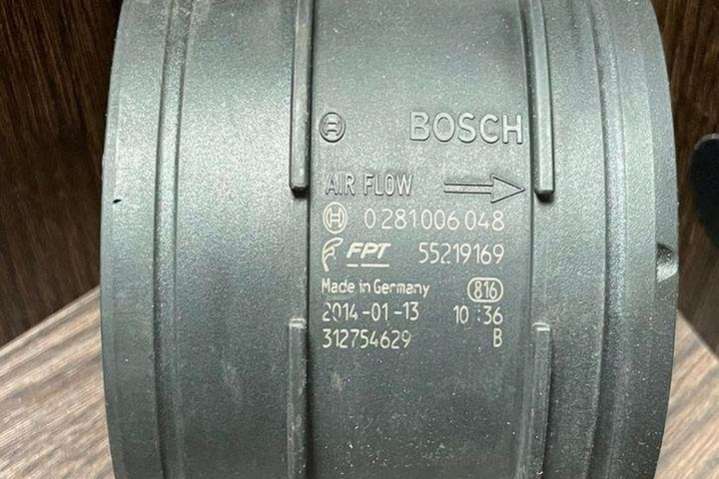 BOSCH
AIR FLOW
0 281 006 048
FPT 55219169
Made in Germany 816
2014-01-13 10:36
312754629 B